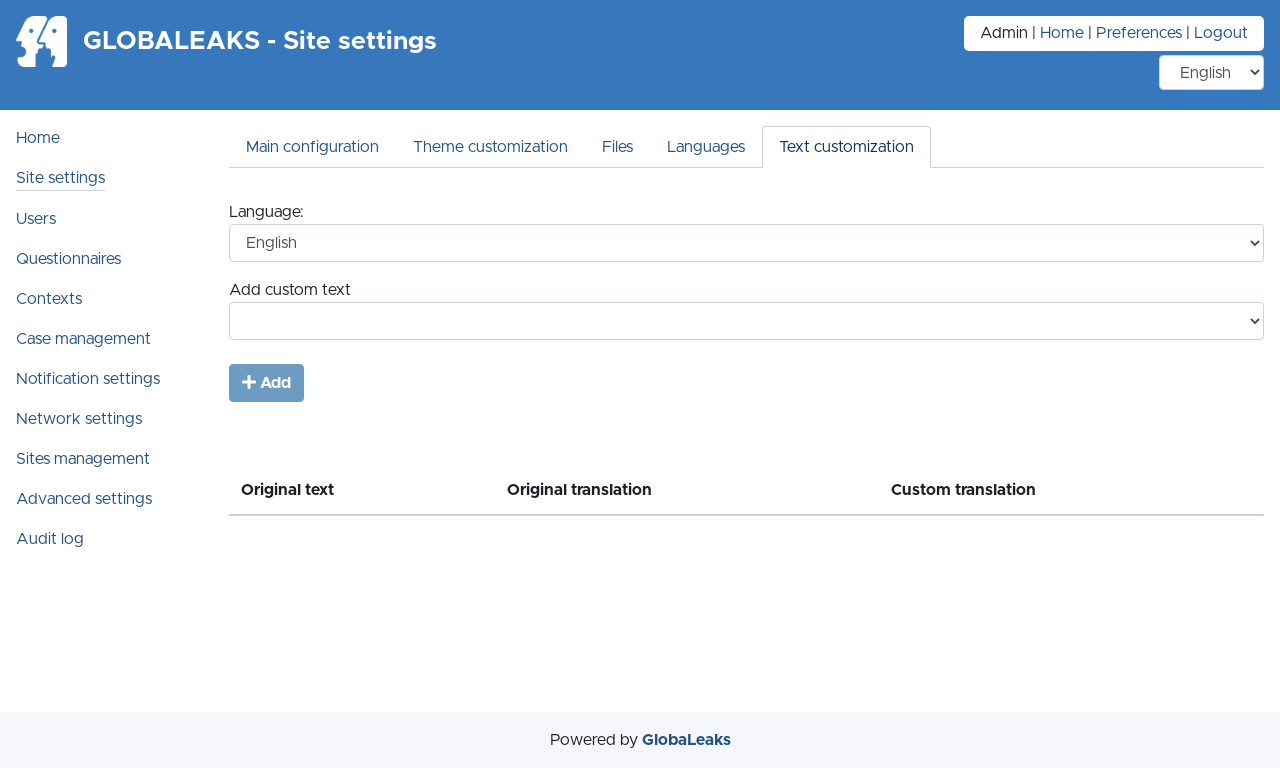 GLOBALEAKS - Site settings
Admin | Home | Preferences | Logout
English
Home
Site settings
Users
Questionnaires
Contexts
Case management
Notification settings
Network settings
Sites management
Advanced settings
Audit log
Main configuration Theme customization Files Languages Text customization
Language:
English
Add custom text
Add
Original text Original translation Custom translation
Powered by GlobaLeaks